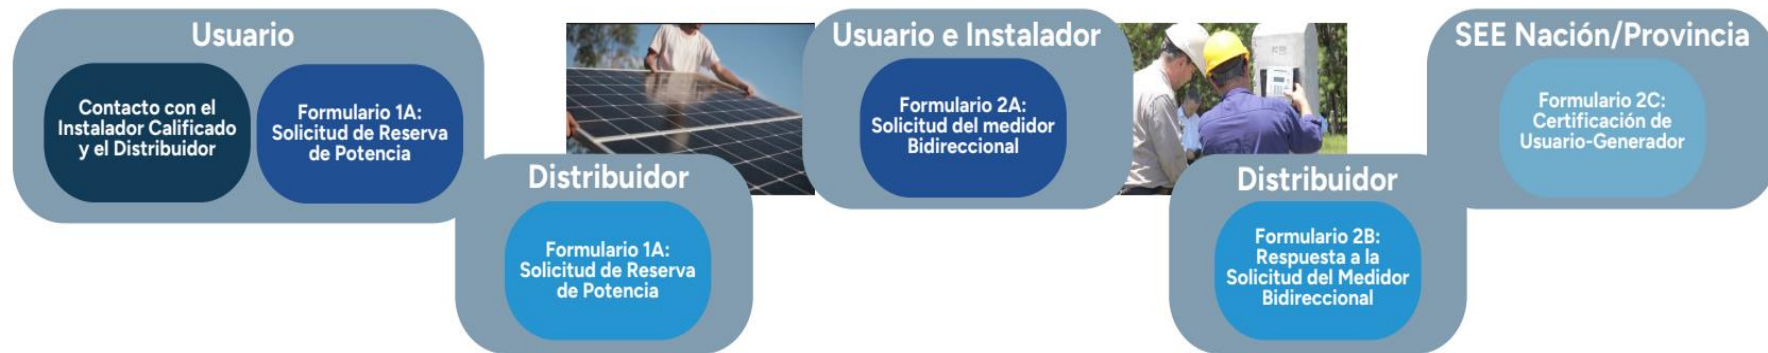 Usuario
Contacto con el
Instalador Calificado
y el Distribuidor
Formulario 1A:
Solicitud de Reserva
de Potencia
Distribuidor
Formulario 1A:
Solicitud de Reserva
de Potencia
Usuario e Instalador
Formulario 2A:
Solicitud del medidor
Bidireccional
Distribuidor
Formulario 2B:
Respuesta a la
Solicitud del Medidor
Bidireccional
SEE Nación/Provincia
Formulario 2C:
Certificación de
Usuario-Generador